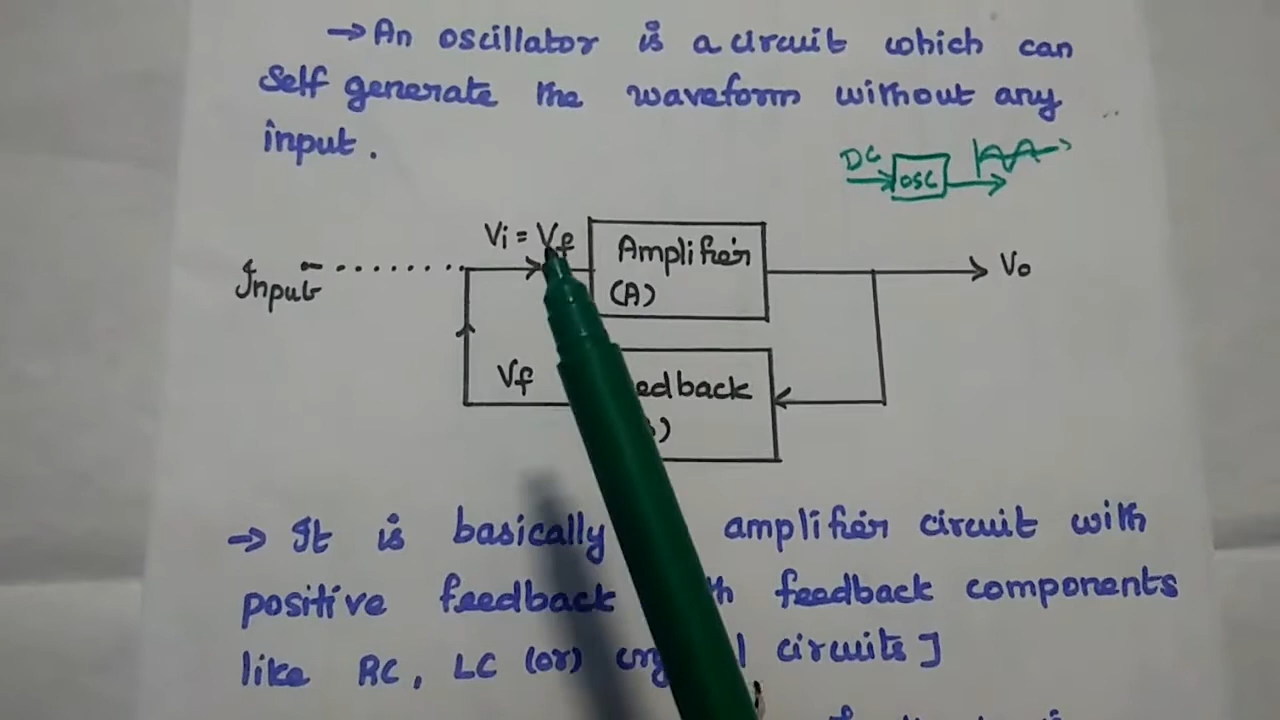 → An oscillator is a circuit which can
Self generate the waveform without any
input.
DC
OSC
Vi = Vf
Amplifier
(A)
Input
Vo
Vf
edback
)
→ It is basically amplifier circuit with
positive feedback feedback components
like RC, LC (or) circuits]